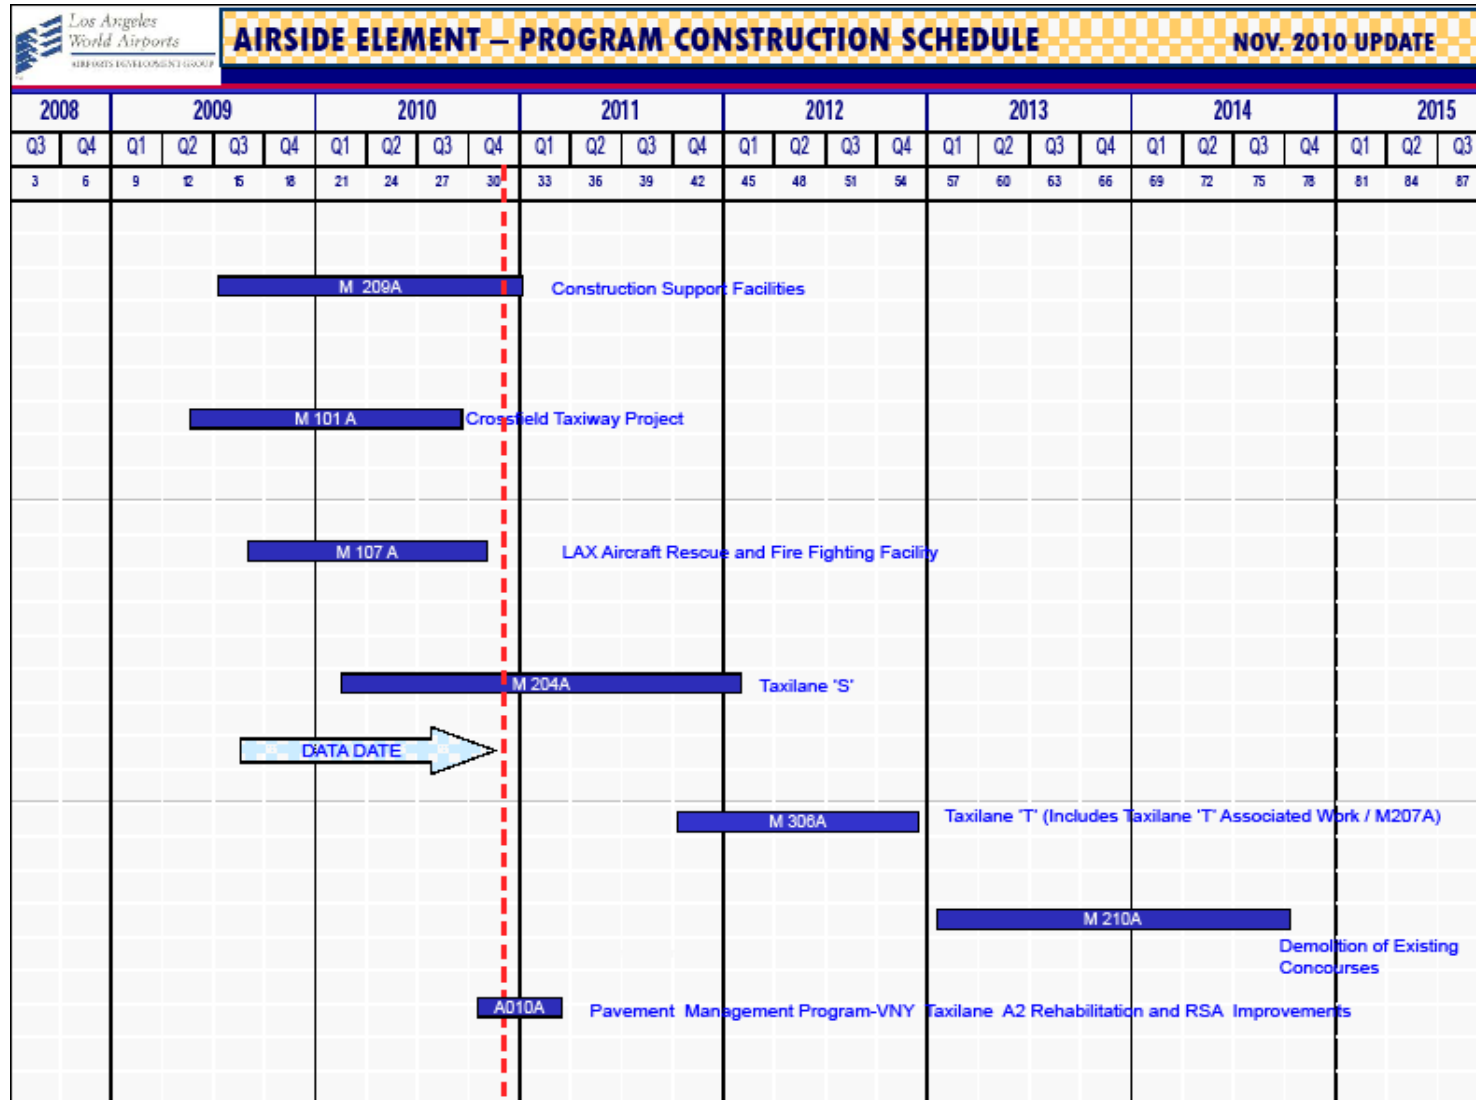 Los Angeles
World Airports
AIRPORTS DEVELOPMENT GROUP
AIRSIDE ELEMENT – PROGRAM CONSTRUCTION SCHEDULE NOV. 2010 UPDATE
2008 2009 2010 2011 2012 2013 2014 2015
Q3 Q4 Q1 Q2 Q3 Q4 Q1 Q2 Q3 Q4 Q1 Q2 Q3 Q4 Q1 Q2 Q3 Q4 Q1 Q2 Q3 Q4 Q1 Q2 Q3 Q4 Q1 Q2 Q3
3 6 9 12 15 18 21 24 27 30 33 36 39 42 45 48 51 54 57 60 63 66 69 72 75 78 81 84 87
M 209A Construction Support Facilities
M 101 A Crossfield Taxiway Project
M 107 A LAX Aircraft Rescue and Fire Fighting Facility
M 204A Taxilane 'S'
DATA DATE
M 306A Taxilane 'T' (Includes Taxilane 'T' Associated Work / M207A)
M 210A
Demolition of Existing
Concourses
A010A Pavement Management Program-VNY Taxilane A2 Rehabilitation and RSA Improvements